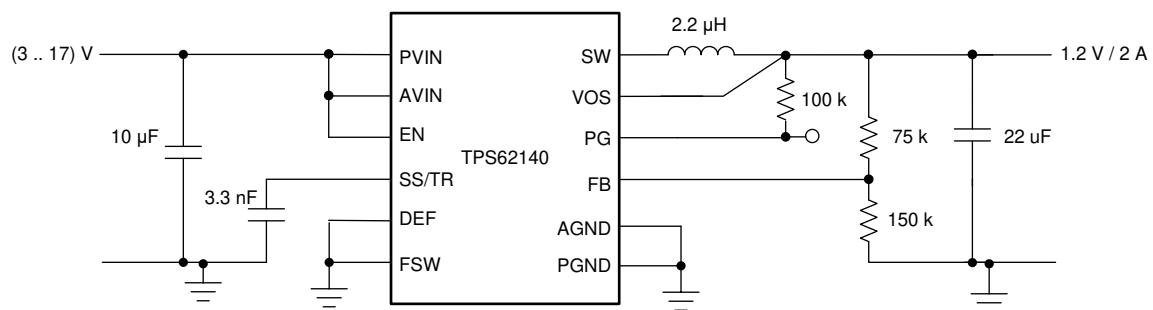 2.2 µH
(3 .. 17) V
PVIN
SW
1.2 V / 2 A
AVIN
VOS
100 k
10 µF
EN
PG
75 k
22 uF
TPS62140
SS/TR
FB
3.3 nF
DEF
AGND
150 k
FSW
PGND